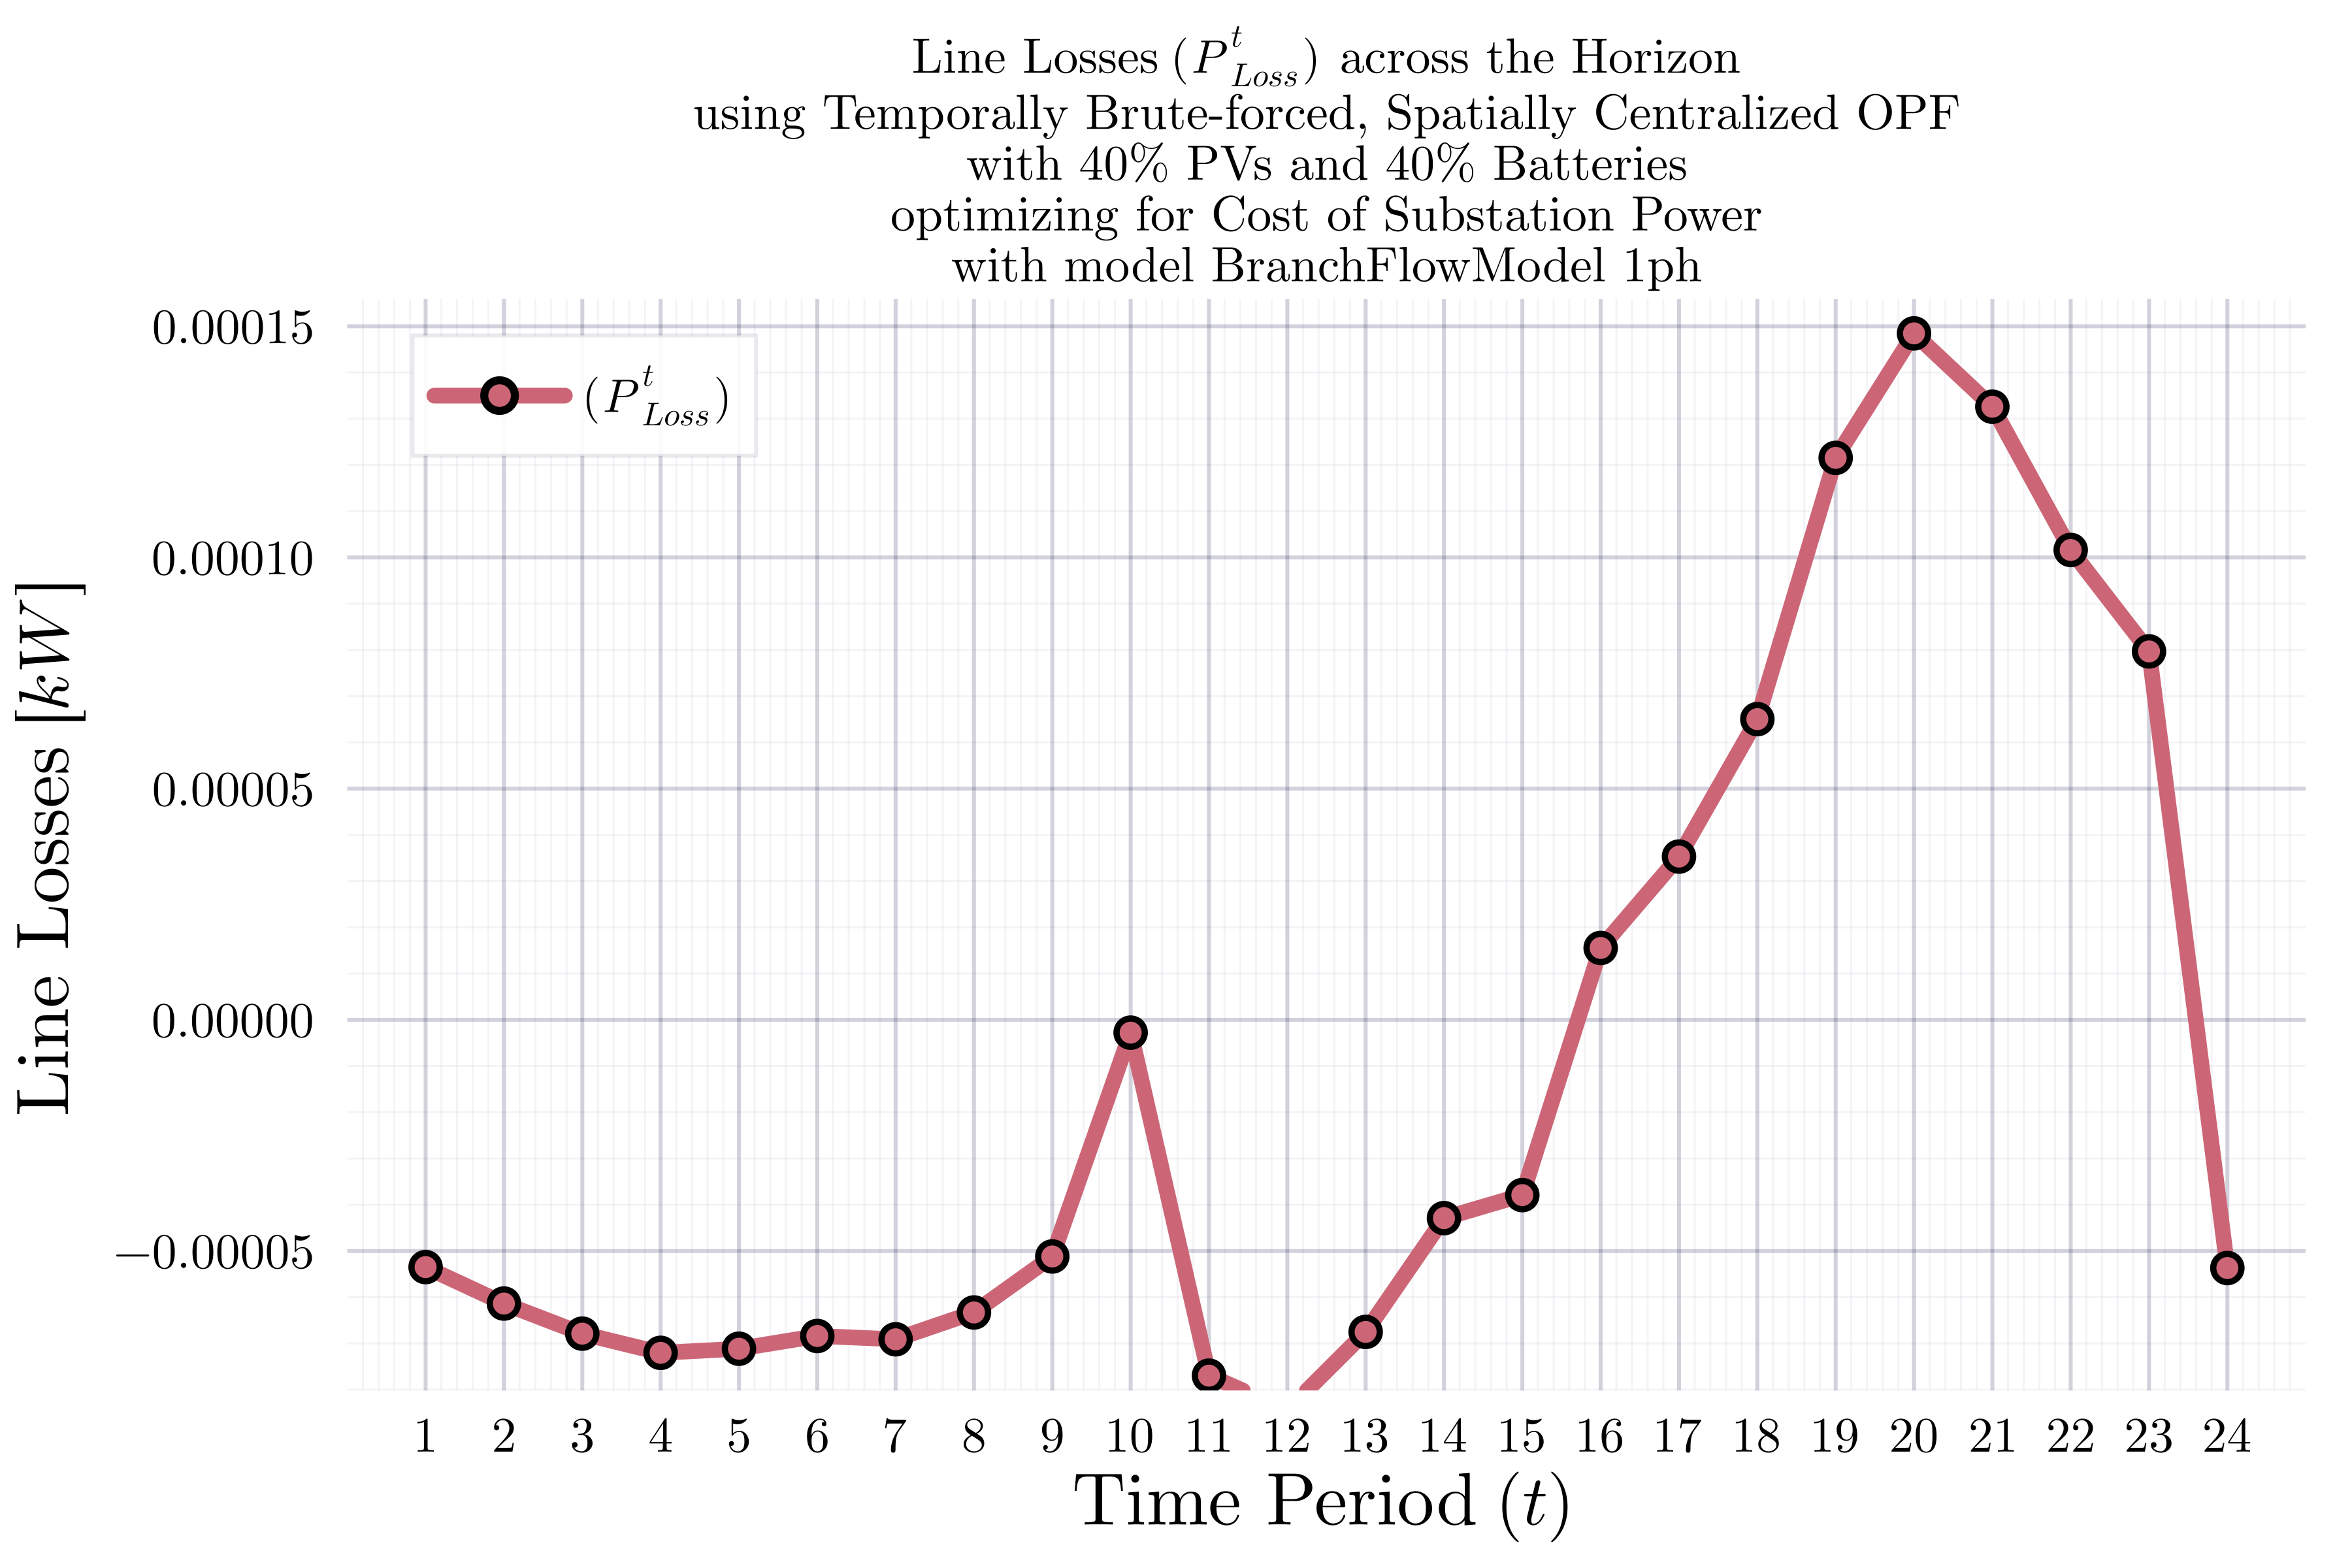 Line Losses (P^t_Loss) across the Horizon
using Temporally Brute-forced, Spatially Centralized OPF
with 40% PVs and 40% Batteries
optimizing for Cost of Substation Power
with model BranchFlowModel 1ph
(P^t_Loss)
Line Losses [kW]
0.00015
0.00010
0.00005
0.00000
−0.00005
1 2 3 4 5 6 7 8 9 10 11 12 13 14 15 16 17 18 19 20 21 22 23 24
Time Period (t)